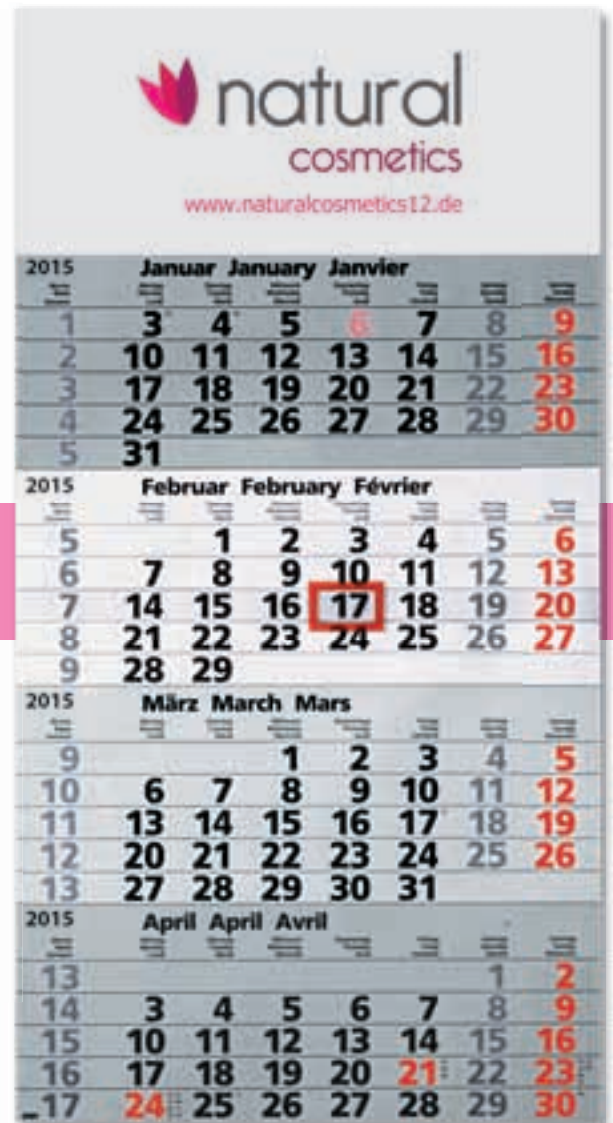 natural
cosmetics
www.naturalcosmetics12.de
2015 Januar January Janvier
1 3 4 5 6 7 8 9
2 10 11 12 13 14 15 16
3 17 18 19 20 21 22 23
4 24 25 26 27 28 29 30
5 31
2015 Februar February Février
5 1 2 3 4 5 6
6 7 8 9 10 11 12 13
7 14 15 16 17 18 19 20
8 21 22 23 24 25 26 27
9 28 29
2015 März March Mars
9 1 2 3 4 5
10 6 7 8 9 10 11 12
11 13 14 15 16 17 18 19
12 20 21 22 23 24 25 26
13 27 28 29 30 31
2015 April April Avril
13 1 2
14 3 4 5 6 7 8 9
15 10 11 12 13 14 15 16
16 17 18 19 20 21 22 23
17 24 25 26 27 28 29 30